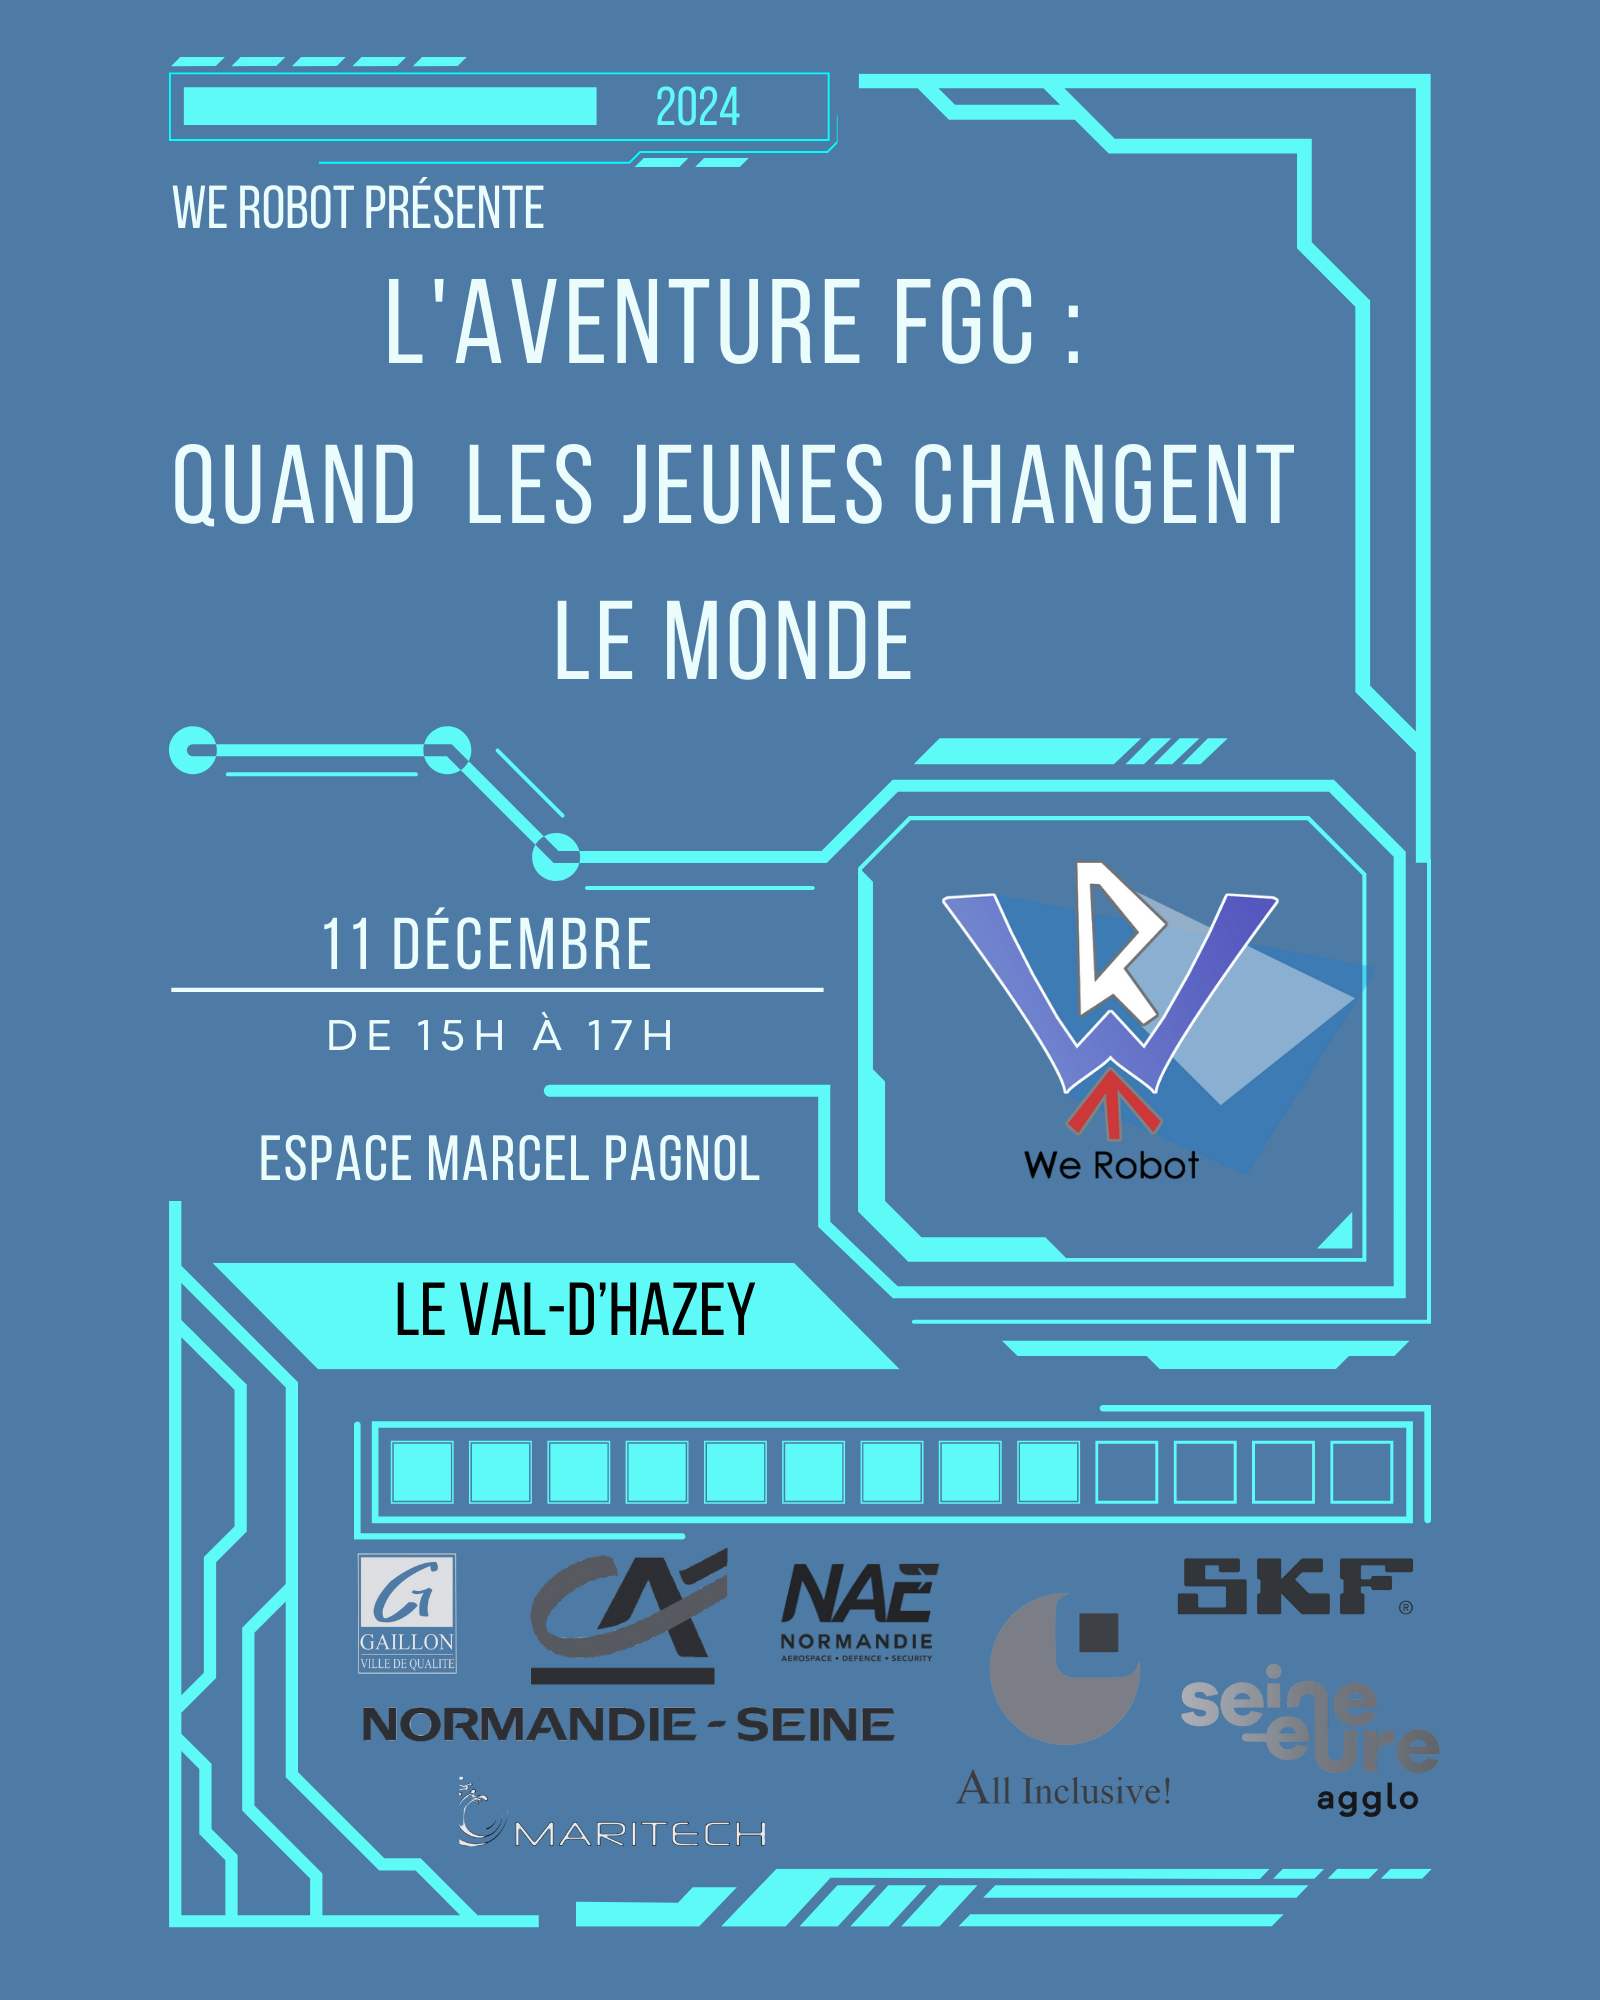 2024
WE ROBOT PRÉSENTE
L'AVENTURE FGC :
QUAND LES JEUNES CHANGENT
LE MONDE
11 DÉCEMBRE
DE 15H À 17H
ESPACE MARCEL PAGNOL
We Robot
LE VAL-D’HAZEY
G
GAILLON
VILLE DE QUALITE
CA
NORMANDIE - SEINE
NAE
NORMANDIE
AEROSPACE • DEFENCE • SECURITY
All Inclusive!
SKF®
seine
eure
agglo
MARITECH